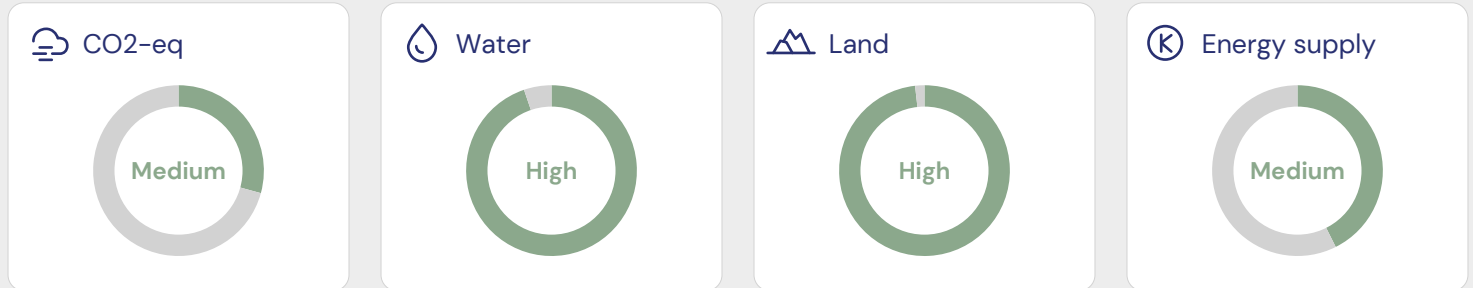 CO2-eq
Medium
Water
High
Land
High
Energy supply
Medium